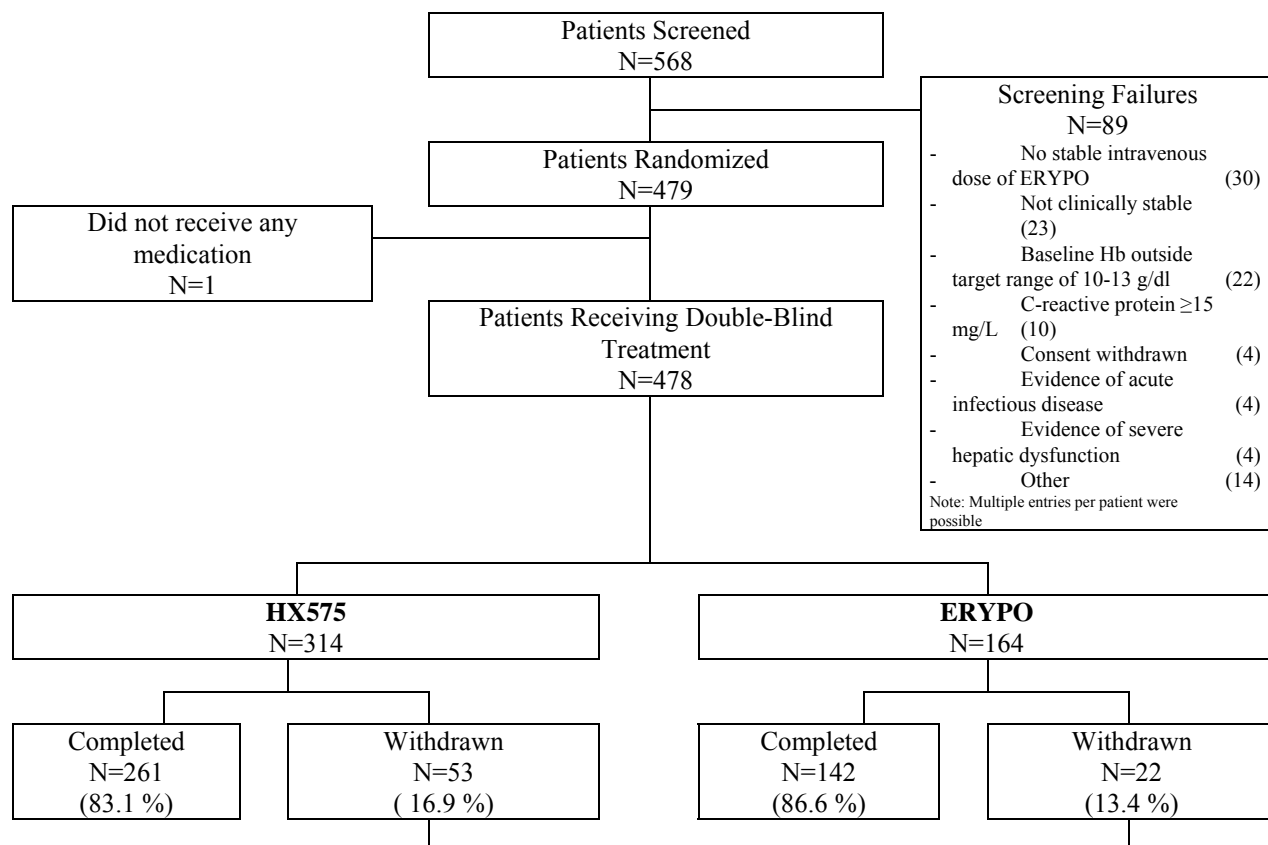 Patients Screened
N=568
Screening Failures
N=89
- No stable intravenous
dose of ERYPO (30)
- Not clinically stable
(23)
- Baseline Hb outside
target range of 10-13 g/dl (22)
- C-reactive protein ≥15
mg/L (10)
- Consent withdrawn (4)
- Evidence of acute
infectious disease (4)
- Evidence of severe
hepatic dysfunction (4)
- Other (14)
Note: Multiple entries per patient were
possible
Patients Randomized
N=479
Did not receive any
medication
N=1
Patients Receiving Double-Blind
Treatment
N=478
HX575
N=314
ERYPO
N=164
Completed
N=261
(83.1 %)
Withdrawn
N=53
( 16.9 %)
Completed
N=142
(86.6 %)
Withdrawn
N=22
(13.4 %)